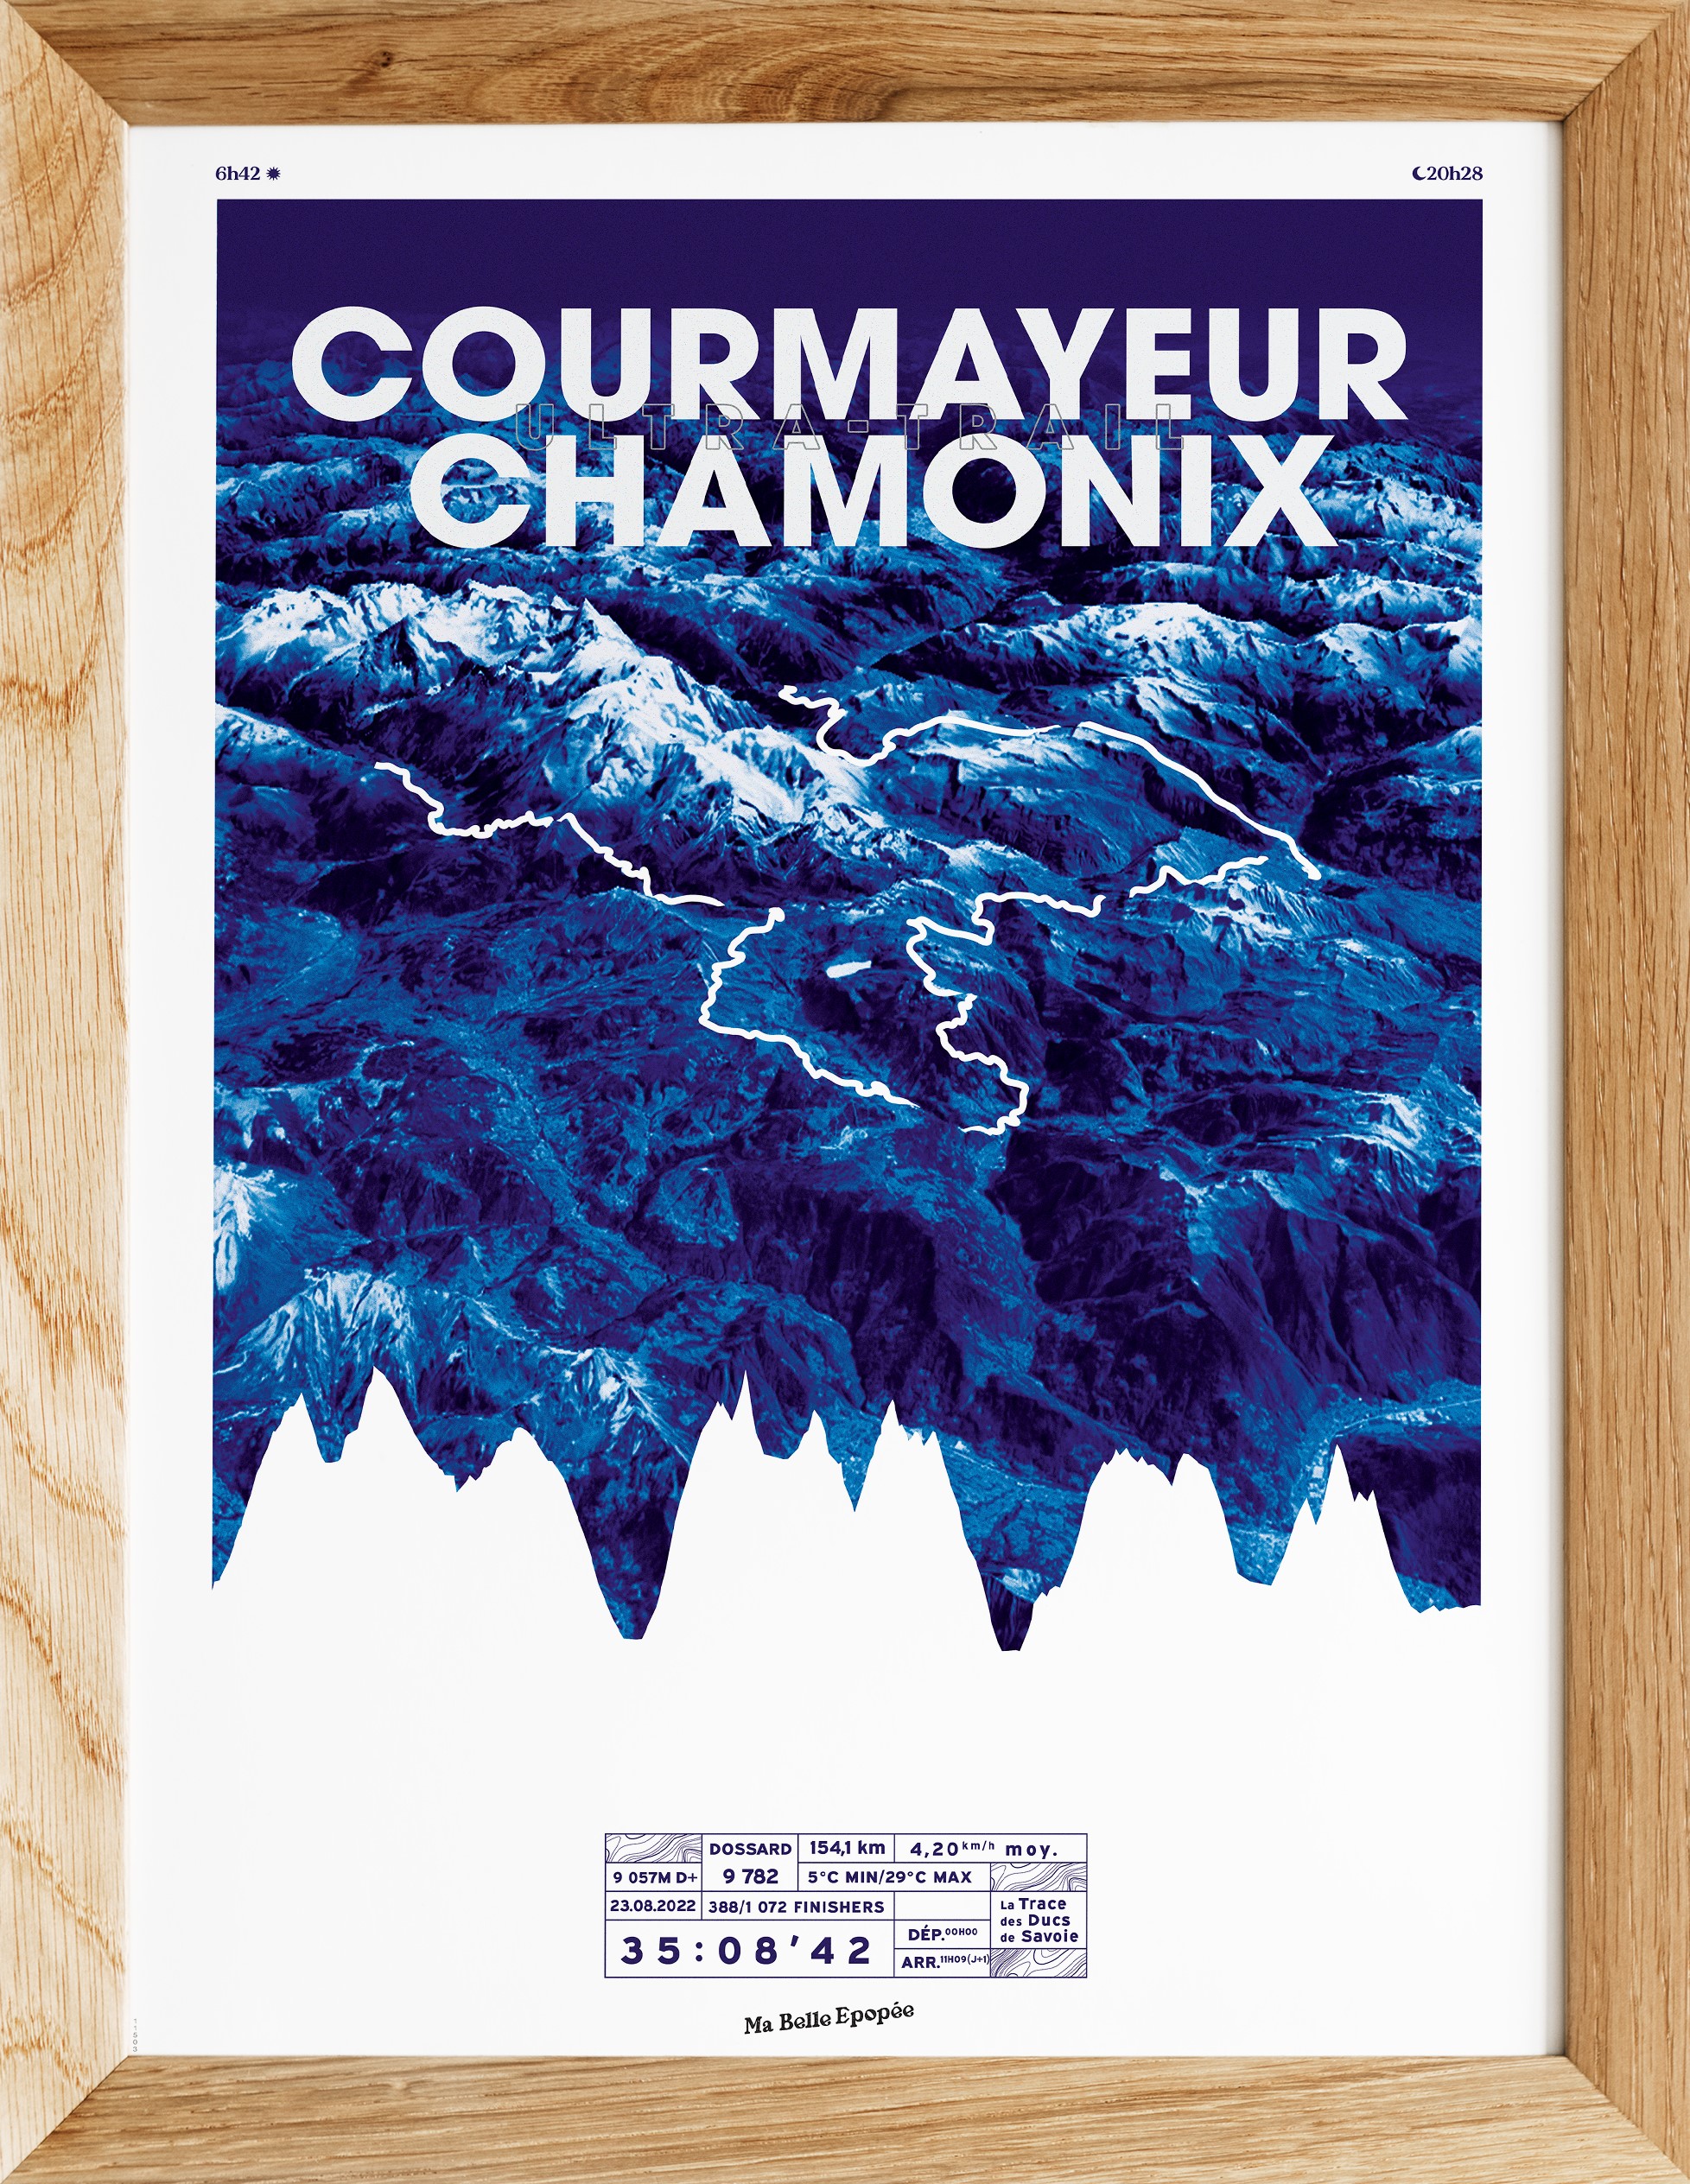 6h42
20h28
COURMAYEUR
ULTRA-TRAIL
CHAMONIX
DOSSARD
9 782
154,1 km
4,20km/h moy.
9 057M D+
5°C MIN/29°C MAX
23.08.2022
388/1 072 FINISHERS
La Trace
des Ducs
de Savoie
35:08'42
DÉP.00H00
ARR.11H09(J+1)
Ma Belle Epopée